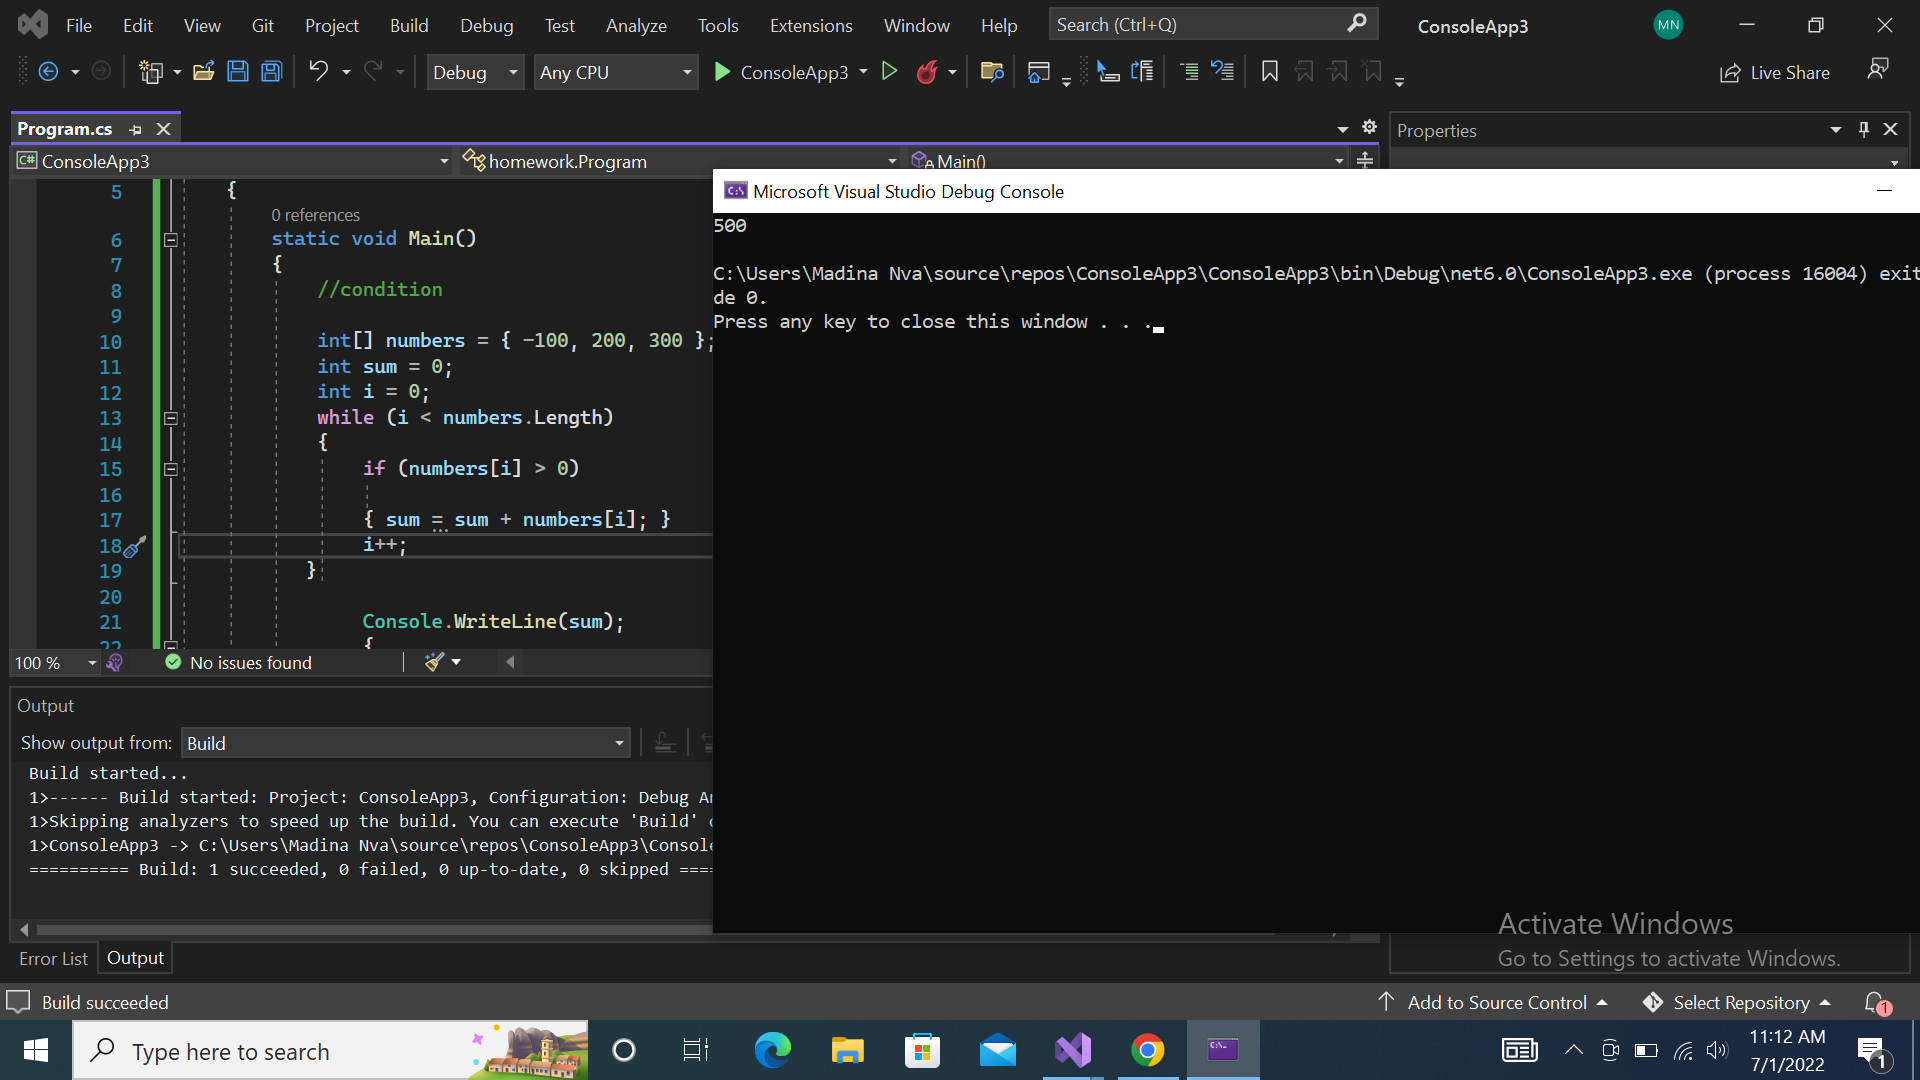 File Edit View Git Project Build Debug Test Analyze Tools Extensions Window Help Search (Ctrl+Q) ConsoleApp3 MN
Debug Any CPU ConsoleApp3 Live Share
Program.cs
Properties
C# ConsoleApp3 homework.Program Main()
Microsoft Visual Studio Debug Console
500
C:\Users\Madina Nva\source\repos\ConsoleApp3\ConsoleApp3\bin\Debug\net6.0\ConsoleApp3.exe (process 16004) exit
de 0.
Press any key to close this window . . .
5 {
0 references
6 static void Main()
7 {
8 //condition
9
10 int[] numbers = { -100, 200, 300 };
11 int sum = 0;
12 int i = 0;
13 while (i < numbers.Length)
14 {
15 if (numbers[i] > 0)
16
17 { sum = sum + numbers[i]; }
18 i++;
19 }
20
21 Console.WriteLine(sum);
22 {
100 % No issues found
Output
Show output from: Build
Build started...
1>------ Build started: Project: ConsoleApp3, Configuration: Debug
1>Skipping analyzers to speed up the build. You can execute 'Build'
1>ConsoleApp3 -> C:\Users\Madina Nva\source\repos\ConsoleApp3\Console
========== Build: 1 succeeded, 0 failed, 0 up-to-date, 0 skipped ====
Activate Windows
Go to Settings to activate Windows.
Error List Output
Build succeeded Add to Source Control Select Repository 1
Type here to search
11:12 AM
7/1/2022
1